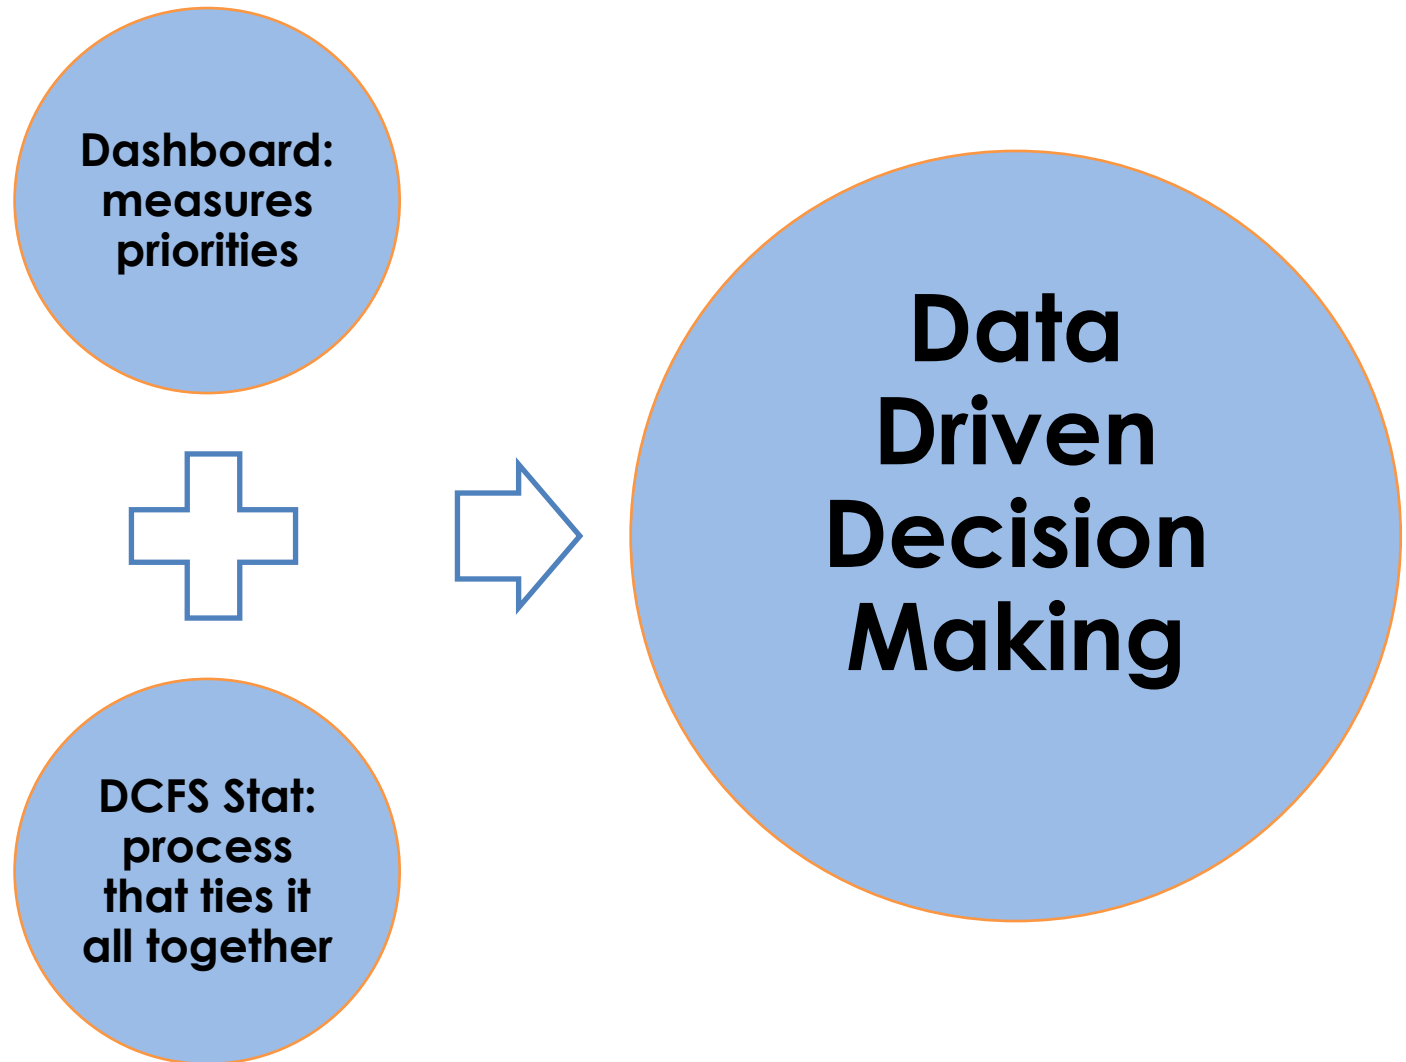 Dashboard:
measures
priorities
DCFS Stat:
process
that ties it
all together
Data
Driven
Decision
Making